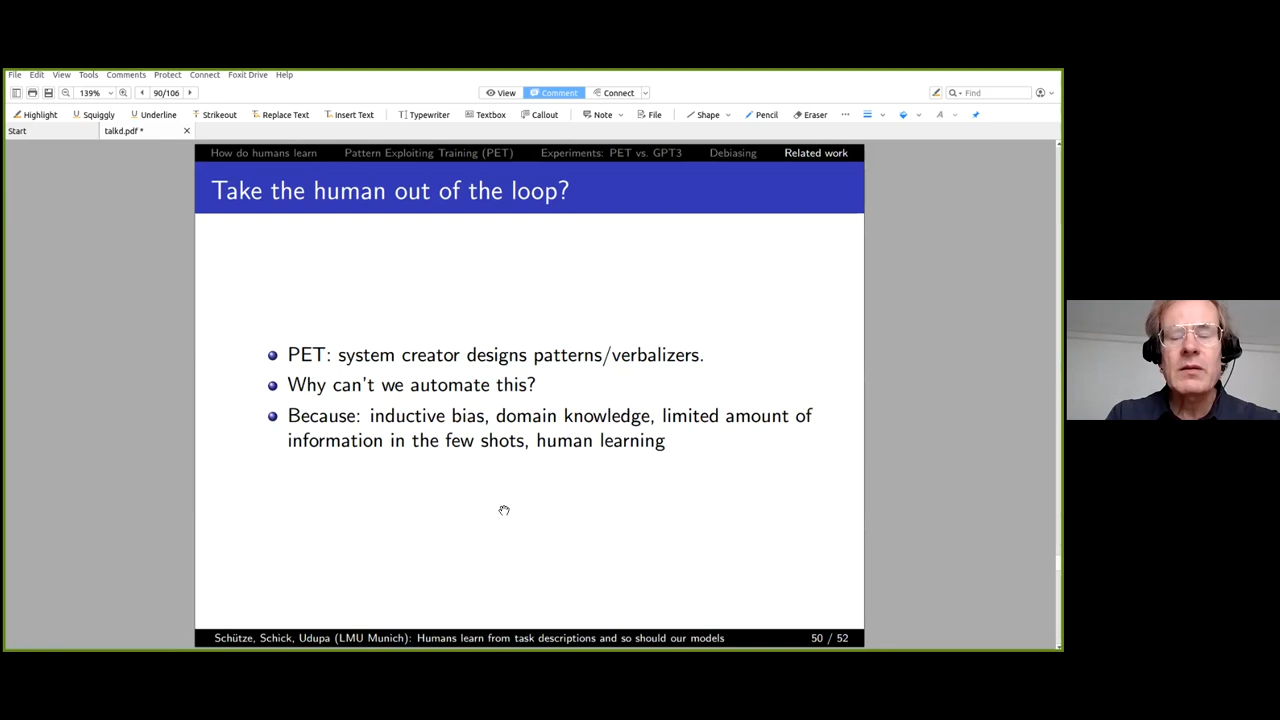 File Edit View Tools Comments Protect Connect Foxit Drive Help
139% 90/106 View Comment Connect Find
Highlight Squiggly Underline Strikeout Replace Text Insert Text Typewriter Textbox Callout Note File Shape Pencil Eraser
Start talkd.pdf *
How do humans learn Pattern Exploiting Training (PET) Experiments: PET vs. GPT3 Debiasing Related work
Take the human out of the loop?
PET: system creator designs patterns/verbalizers.
Why can't we automate this?
Because: inductive bias, domain knowledge, limited amount of
information in the few shots, human learning
Schütze, Schick, Udupa (LMU Munich): Humans learn from task descriptions and so should our models 50 / 52